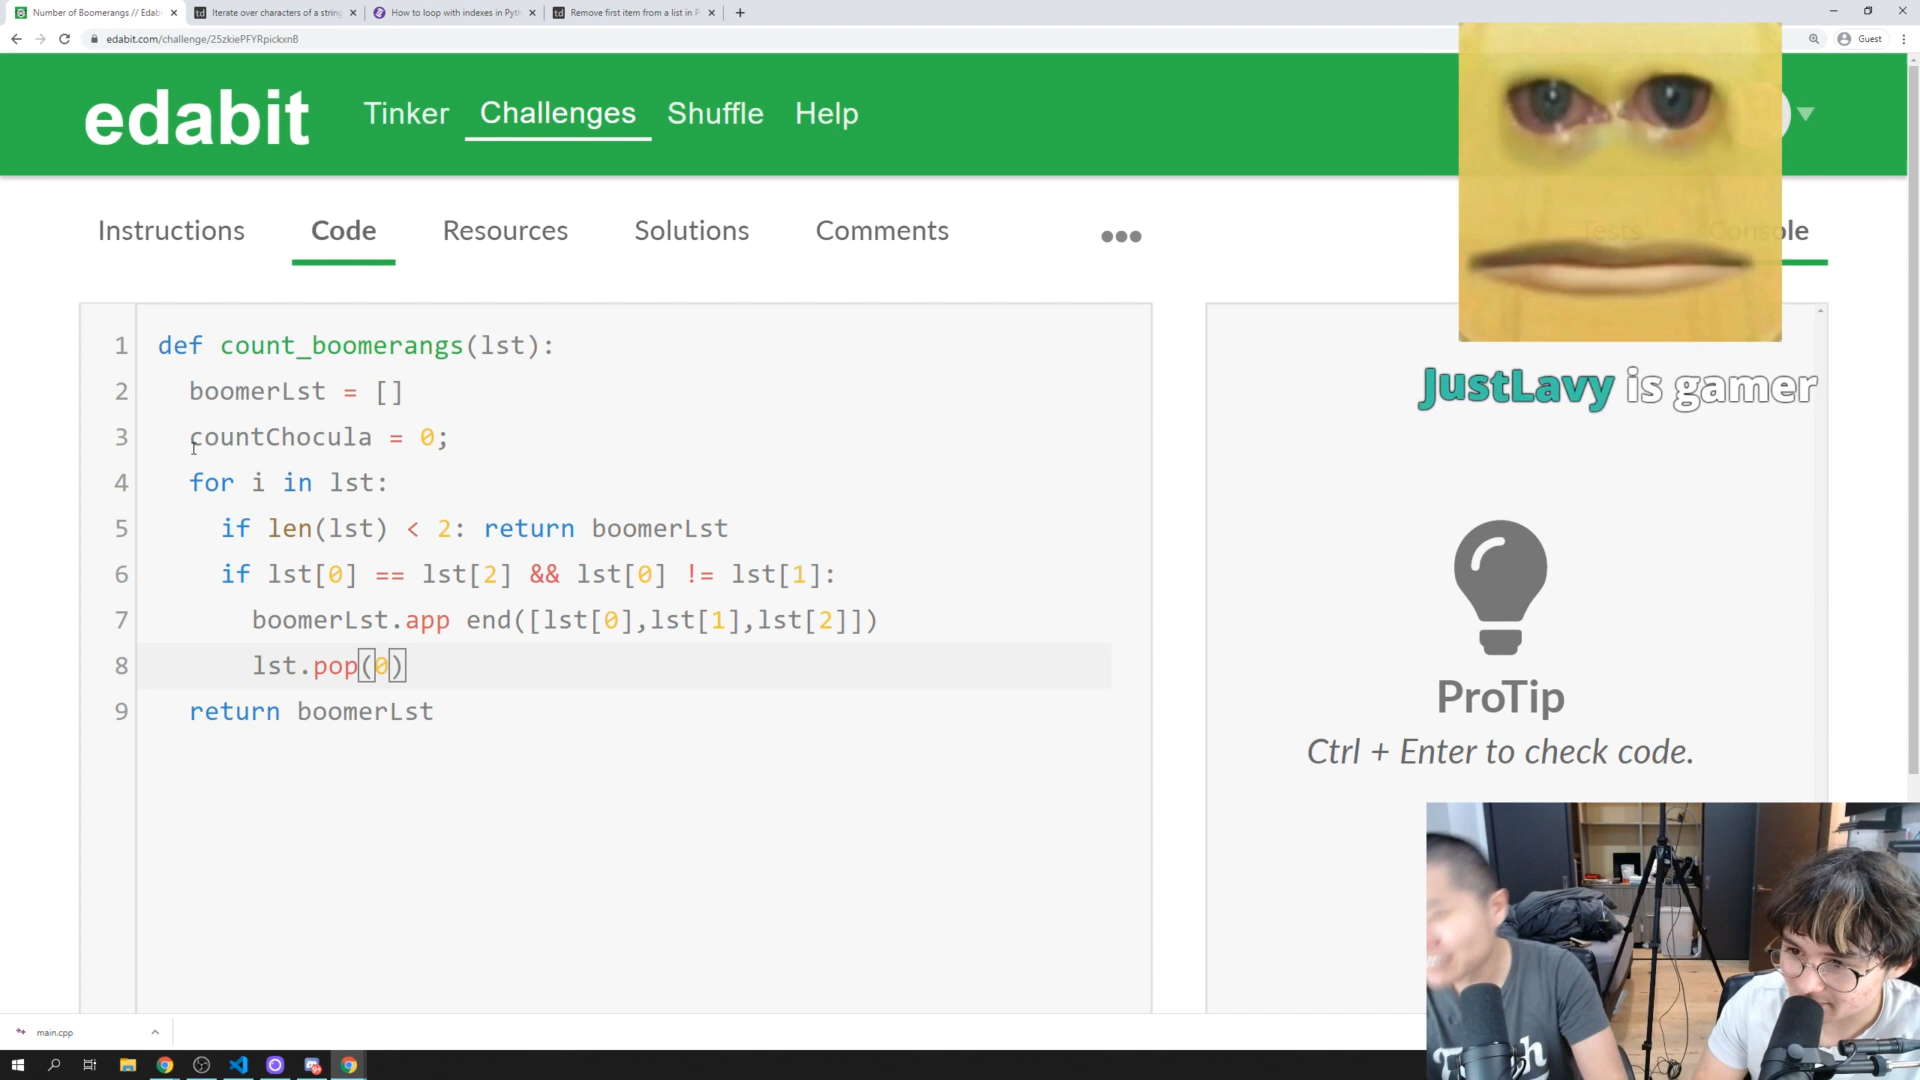 Number of Boomerangs // Edab
Iterate over characters of a string
How to loop with indexes in Pyth
Remove first item from a list in P
edabit.com/challenge/25zkiePFYRpickxnB
Guest
edabit
Tinker
Challenges
Shuffle
Help
Instructions
Code
Resources
Solutions
Comments
Tests
Console
JustLavy is gamer
1 def count_boomerangs(lst):
2 boomerLst = []
3 countChocula = 0;
4 for i in lst:
5 if len(lst) < 2: return boomerLst
6 if lst[0] == lst[2] && lst[0] != lst[1]:
7 boomerLst.app end([lst[0],lst[1],lst[2]])
8 lst.pop(0)
9 return boomerLst
ProTip
Ctrl + Enter to check code.
main.cpp